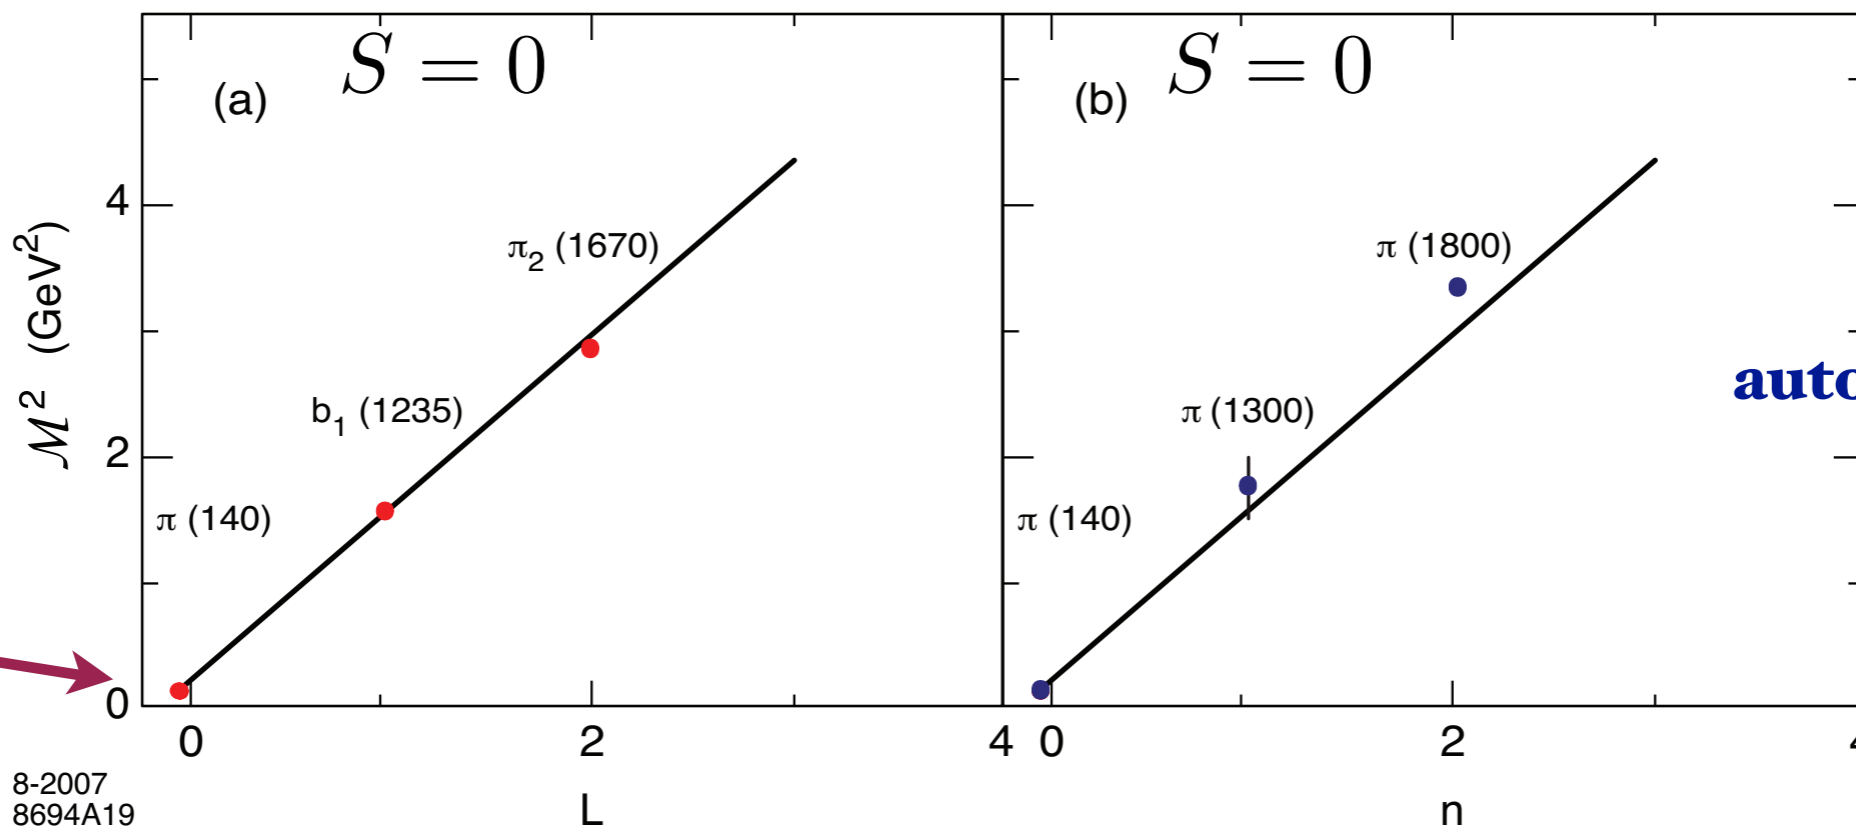 (a) S = 0
(b) S = 0
4
π₂ (1670)
π (1800)
ℳ² (GeV²)
auto
b₁ (1235)
π (1300)
2
π (140)
π (140)
0
0 2 4 0 2
8-2007
8694A19
L n